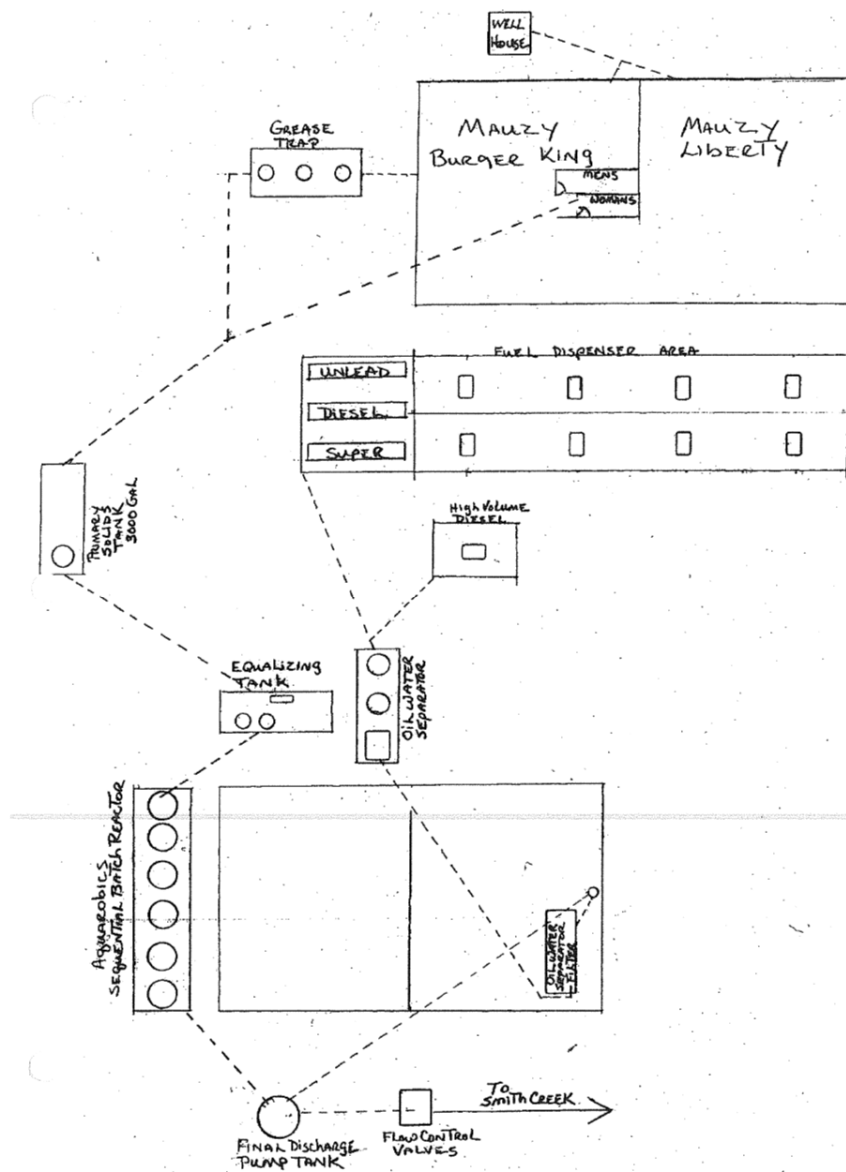 WELL
HOUSE
GREASE
TRAP
MAUZY
BURGER KING
MAUZY
LIBERTY
MENS
WOMANS
FUEL DISPENSER AREA
UNLEAD
DIESEL
SUPER
PRIMARY
SOLIDS
TANK
3000 GAL
High Volume
DIESEL
EQUALIZING
TANK
OIL WATER
SEPARATOR
AQUAROBICS
SEQUENTIAL BATCH REACTOR
OIL WATER
SEPARATOR
FILTER
TO
SMITH CREEK
FINAL DISCHARGE
PUMP TANK
FLOW CONTROL
VALVES